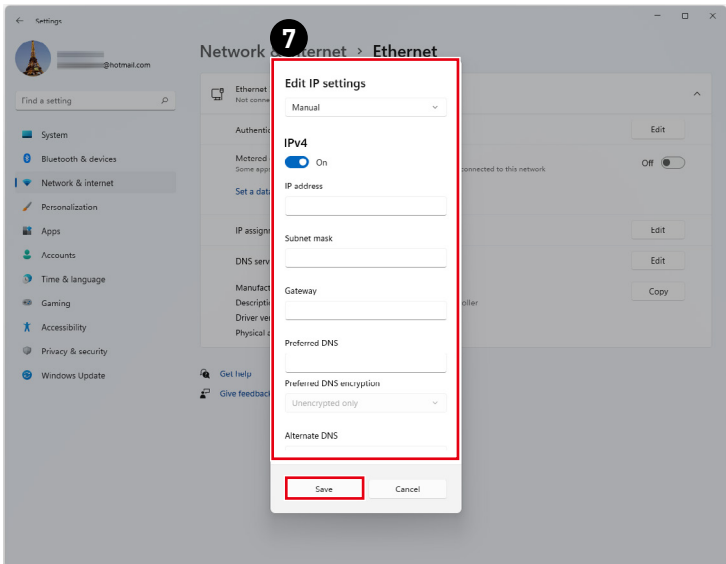 Settings
7
@hotmail.com
Find a setting
System
Bluetooth & devices
Network & internet
Personalization
Apps
Accounts
Time & language
Gaming
Accessibility
Privacy & security
Windows Update
Network & internet > Ethernet
Ethernet
Not conne
Authentic
Edit
Metered
Some app
connected to this network
Off
Set a data
IP assignm
Edit
DNS serv
Edit
Manufact
Copy
Descripti
oller
Driver ver
Physical a
Get help
Give feedback
Edit IP settings
Manual
IPv4
On
IP address
Subnet mask
Gateway
Preferred DNS
Preferred DNS encryption
Unencrypted only
Alternate DNS
Save
Cancel